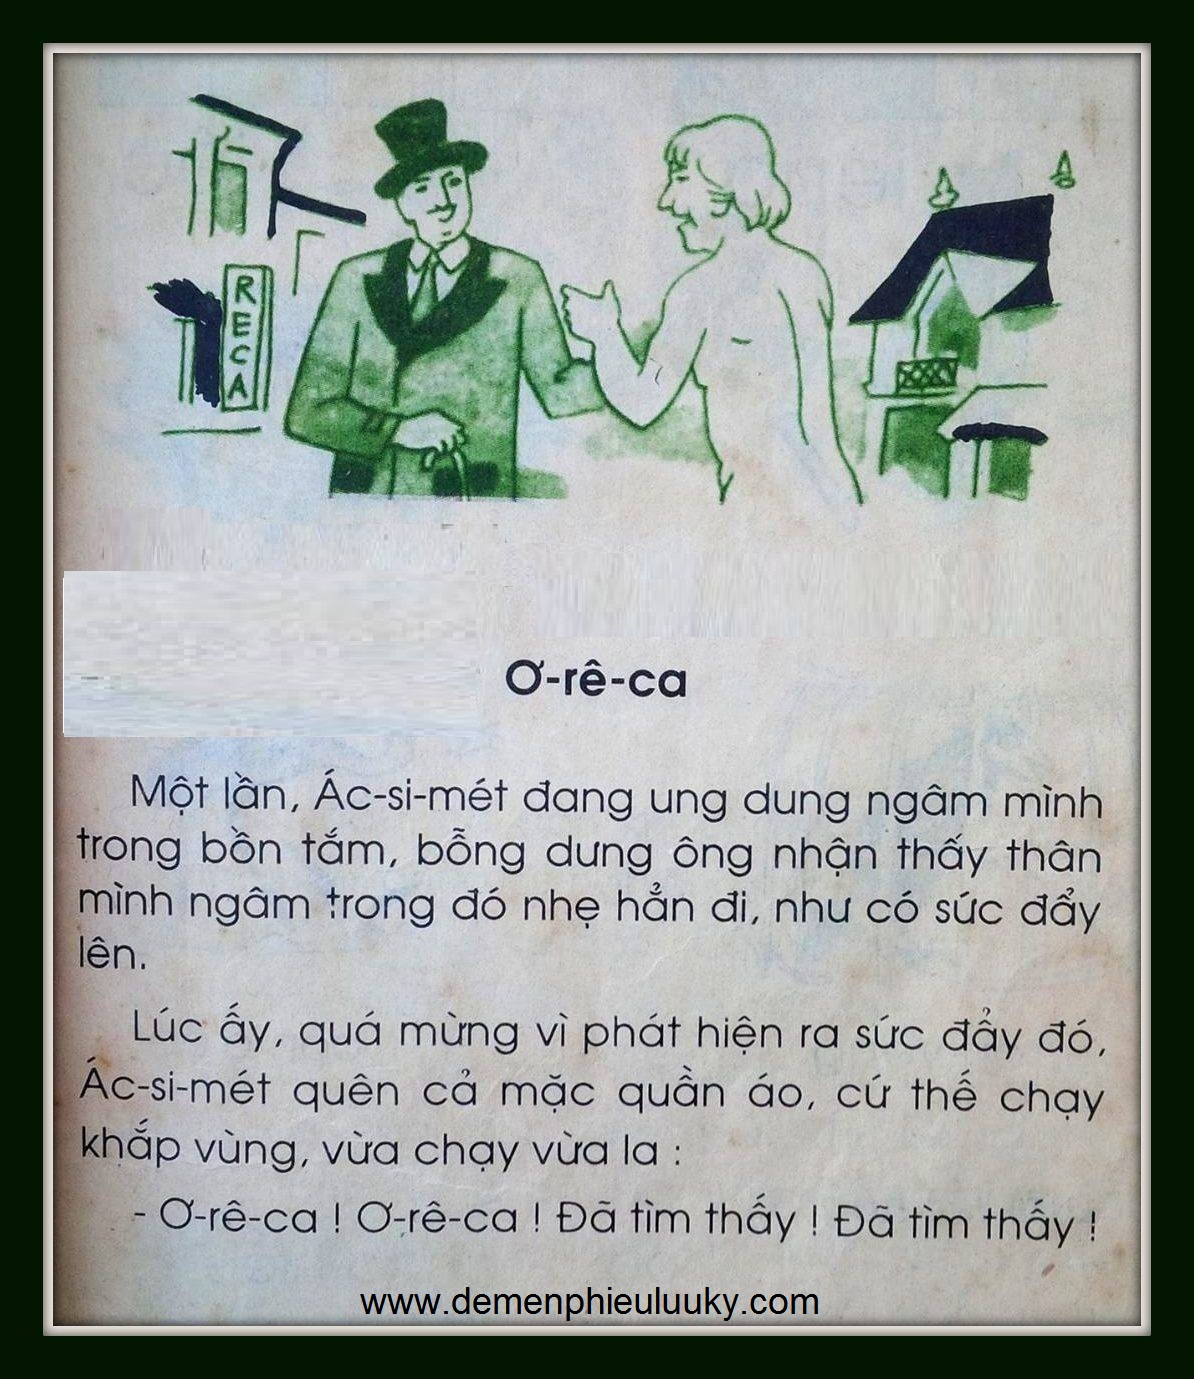 RECA
Ơ-rê-ca
Một lần, Ác-si-mét đang ung dung ngâm mình
trong bồn tắm, bỗng dưng ông nhận thấy thân
mình ngâm trong đó nhẹ hẳn đi, như có sức đẩy
lên.
Lúc ấy, quá mừng vì phát hiện ra sức đẩy đó,
Ác-si-mét quên cả mặc quần áo, cứ thế chạy
khắp vùng, vừa chạy vừa la :
- Ơ-rê-ca ! Ơ-rê-ca ! Đã tìm thấy ! Đã tìm thấy !
www.demenphieuluuky.com